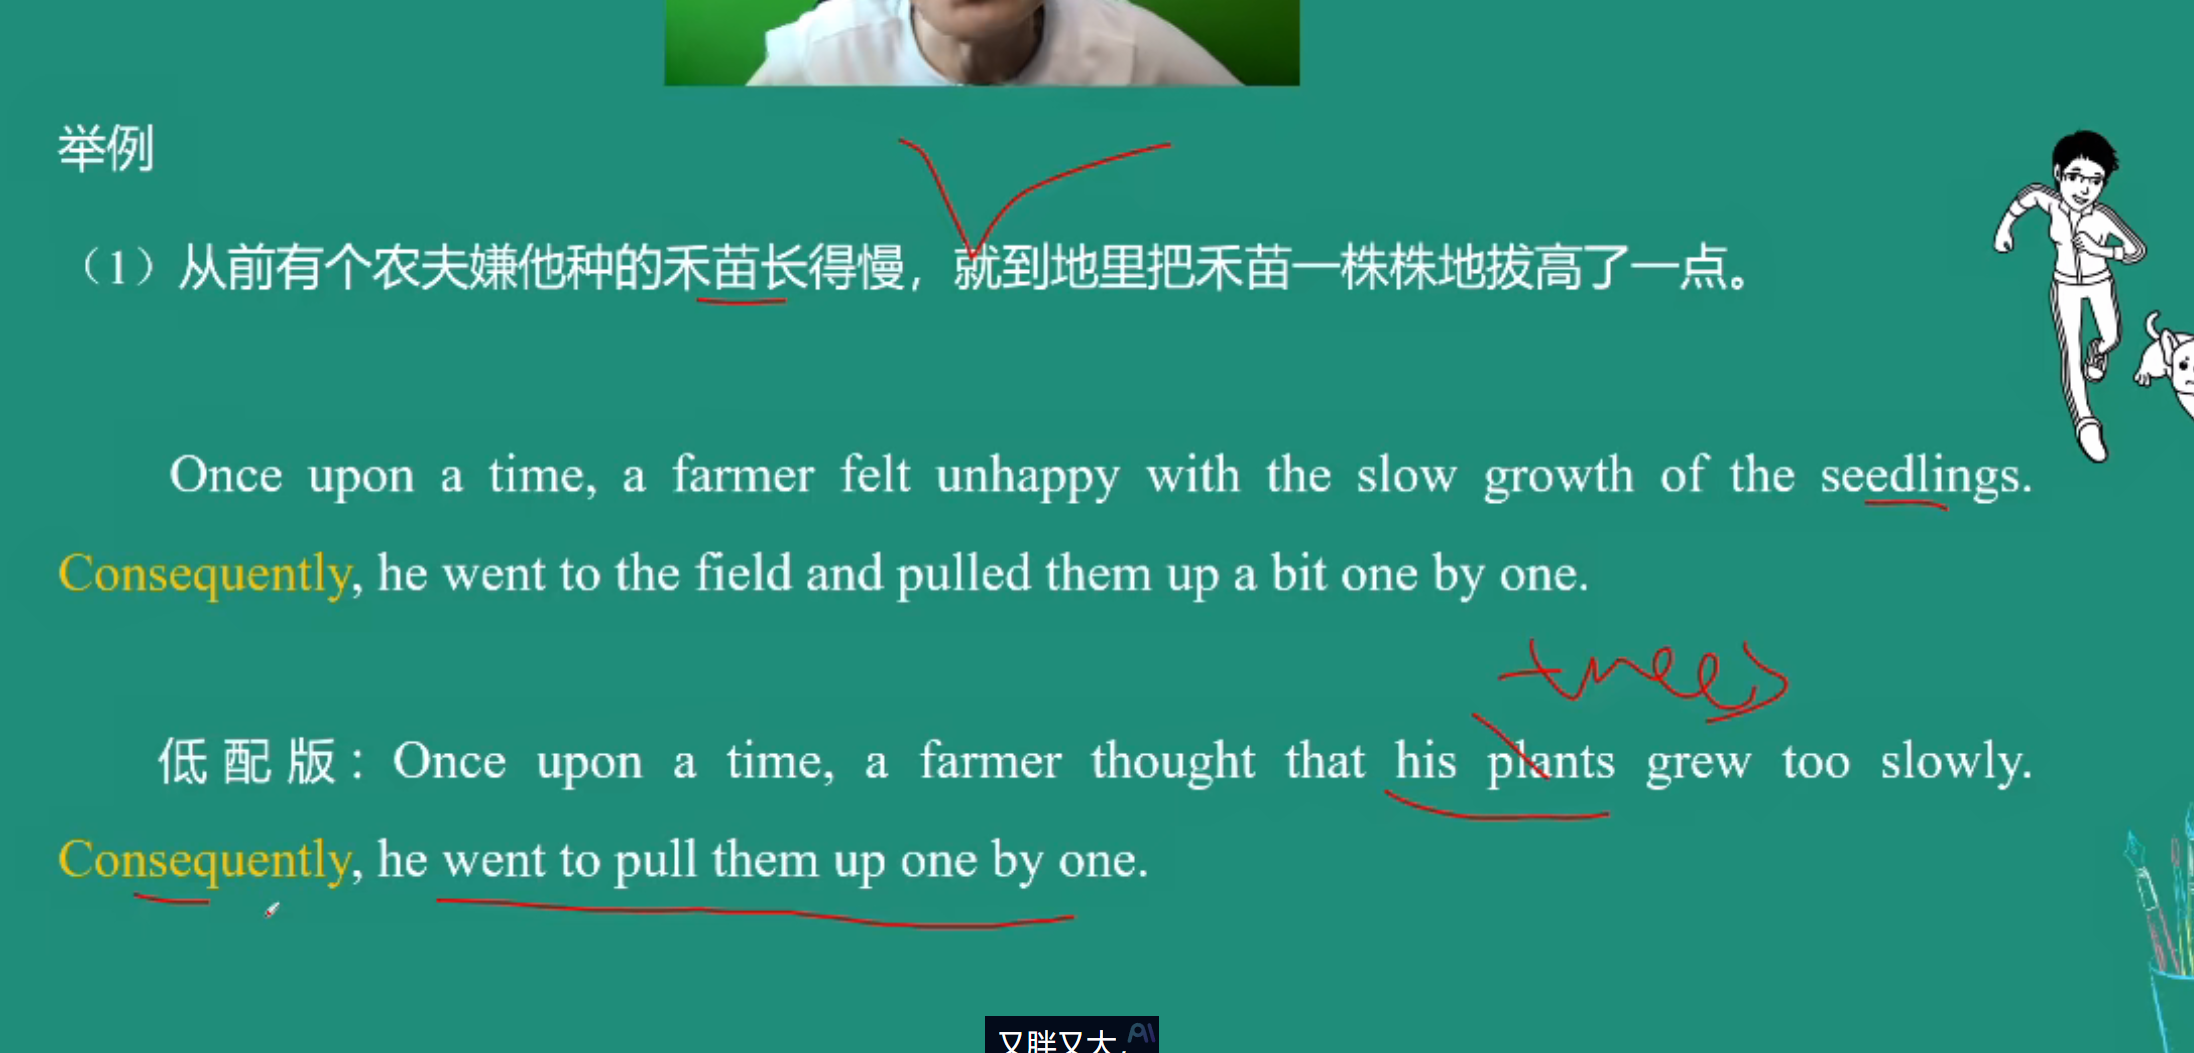 举例
（1）从前有个农夫嫌他种的禾苗长得慢，就到地里把禾苗一株株地拔高了一点。
Once upon a time, a farmer felt unhappy with the slow growth of the seedlings.
Consequently, he went to the field and pulled them up a bit one by one.
trees
低配版：Once upon a time, a farmer thought that his plants grew too slowly.
Consequently, he went to pull them up one by one.
又胖又大, AI